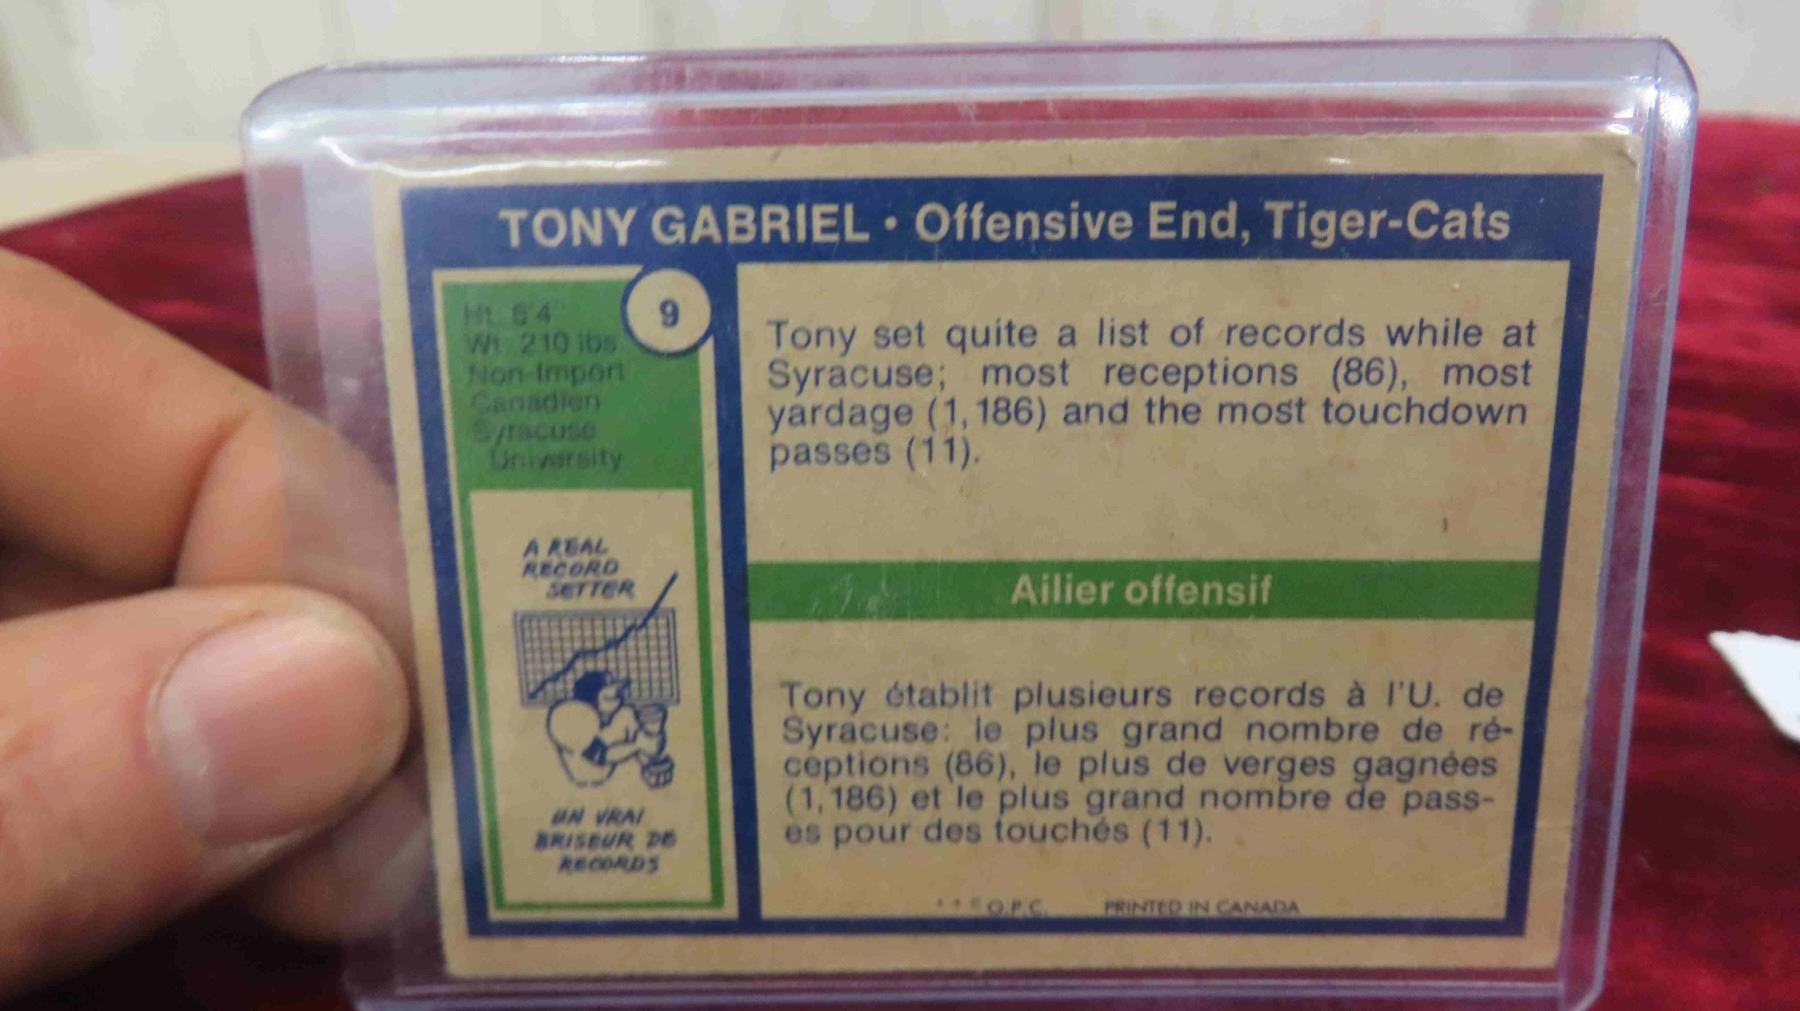 TONY GABRIEL • Offensive End, Tiger-Cats
9
Ht. 6'4"
Wt. 210 lbs.
Non-Import
Canadien
Syracuse
University
A REAL
RECORD
SETTER
UN VRAI
BRISEUR DE
RECORDS
Tony set quite a list of records while at
Syracuse; most receptions (86), most
yardage (1,186) and the most touchdown
passes (11).
Ailier offensif
Tony établit plusieurs records à l'U. de
Syracuse: le plus grand nombre de ré-
ceptions (86), le plus de verges gagnées
(1,186) et le plus grand nombre de pass-
es pour des touchés (11).
* * © O.P.C. PRINTED IN CANADA